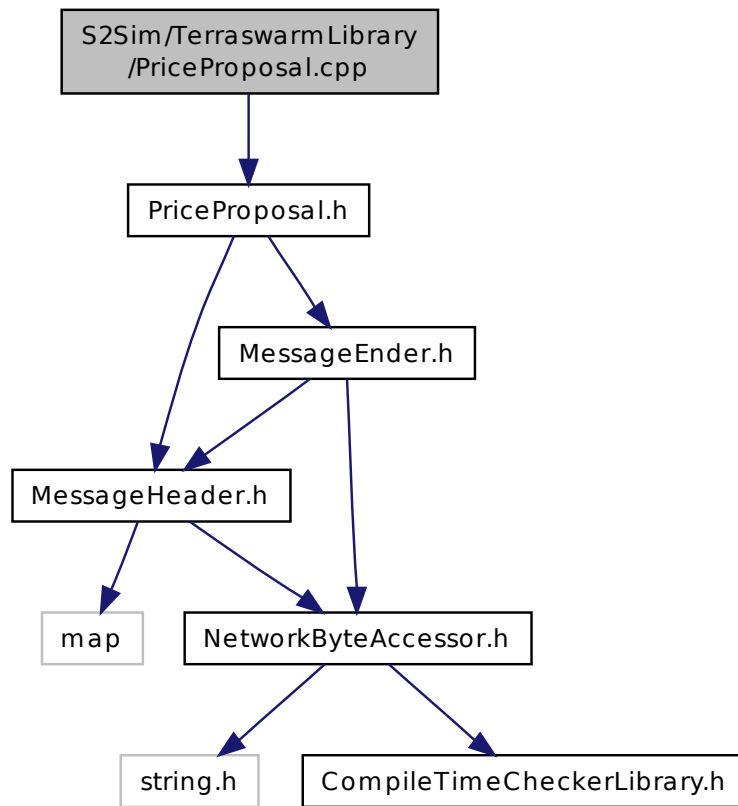 S2Sim/TerraswarmLibrary
/PriceProposal.cpp
PriceProposal.h
MessageEnder.h
MessageHeader.h
map
NetworkByteAccessor.h
string.h
CompileTimeCheckerLibrary.h